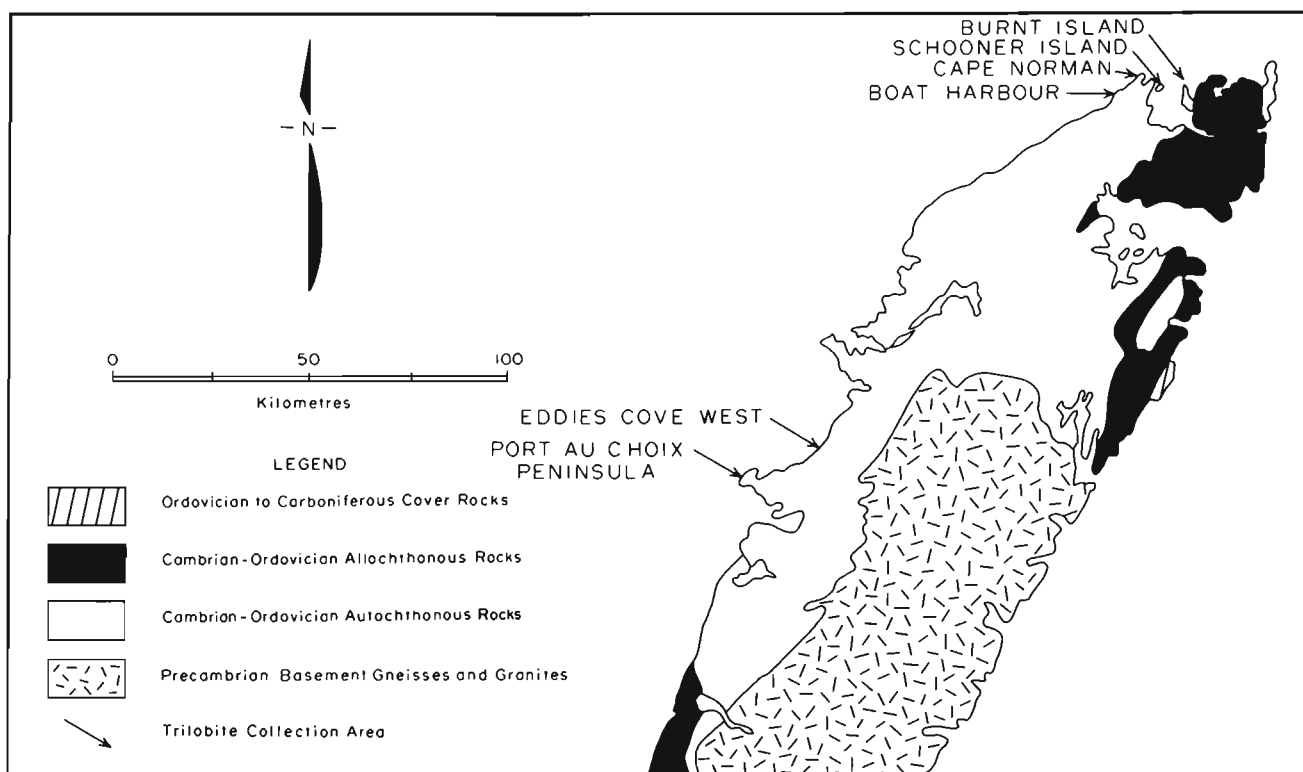 BURNT ISLAND
SCHOONER ISLAND
CAPE NORMAN
BOAT HARBOUR
N
0 50 100
Kilometres
EDDIES COVE WEST
PORT AU CHOIX
PENINSULA
LEGEND
Ordovician to Carboniferous Cover Rocks
Cambrian-Ordovician Allochthonous Rocks
Cambrian-Ordovician Autochthonous Rocks
Precambrian Basement Gneisses and Granites
Trilobite Collection Area